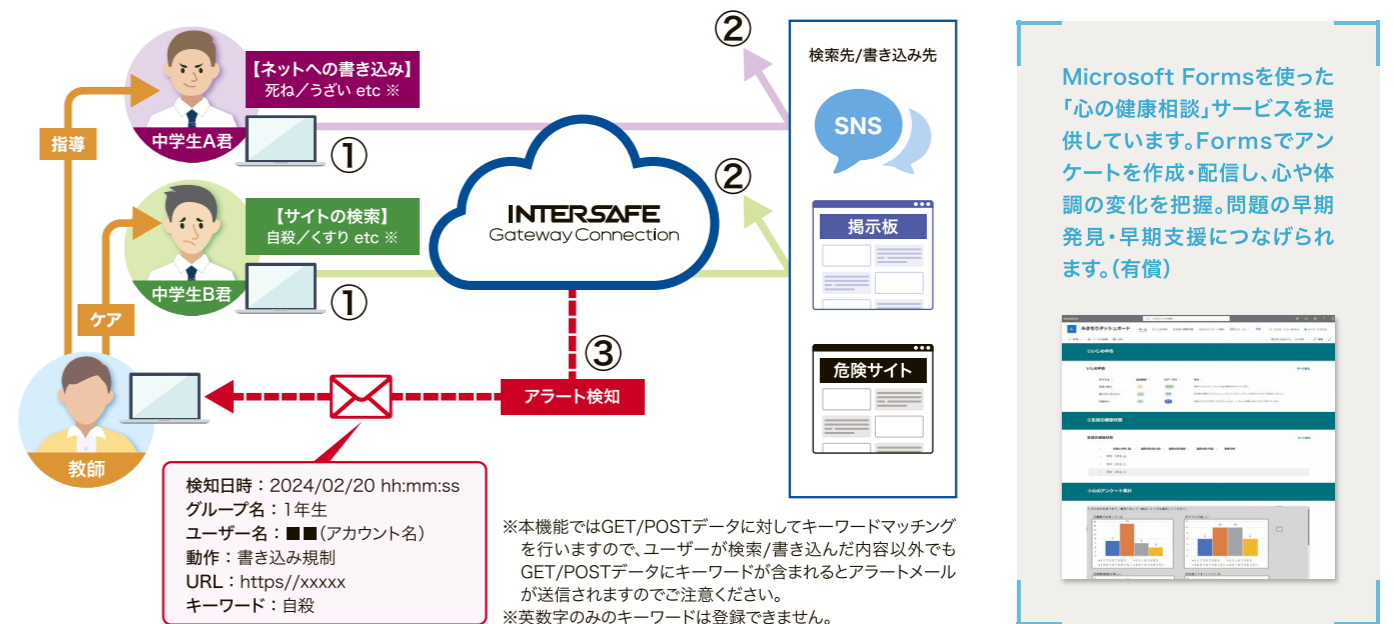 【ネットへの書き込み】
死ね／うざい etc ※
中学生A君
①
指導
【サイトの検索】
自殺／くすり etc ※
中学生B君
①
ケア
教師
INTERSAFE
Gateway Connection
②
②
検索先/書き込み先
SNS
掲示板
危険サイト
③
アラート検知
検知日時：2024/02/20 hh:mm:ss
グループ名：1年生
ユーザー名：■■（アカウント名）
動作：書き込み規制
URL：https//xxxxx
キーワード：自殺
※本機能ではGET/POSTデータに対してキーワードマッチング
を行いますので、ユーザーが検索/書き込んだ内容以外でも
GET/POSTデータにキーワードが含まれるとアラートメール
が送信されますのでご注意ください。
※英数字のみのキーワードは登録できません。
Microsoft Formsを使った
「心の健康相談」サービスを提
供しています。Formsでアン
ケートを作成・配信し、心や体
調の変化を把握。問題の早期
発見・早期支援につなげられ
ます。（有償）
みまもりダッシュボード